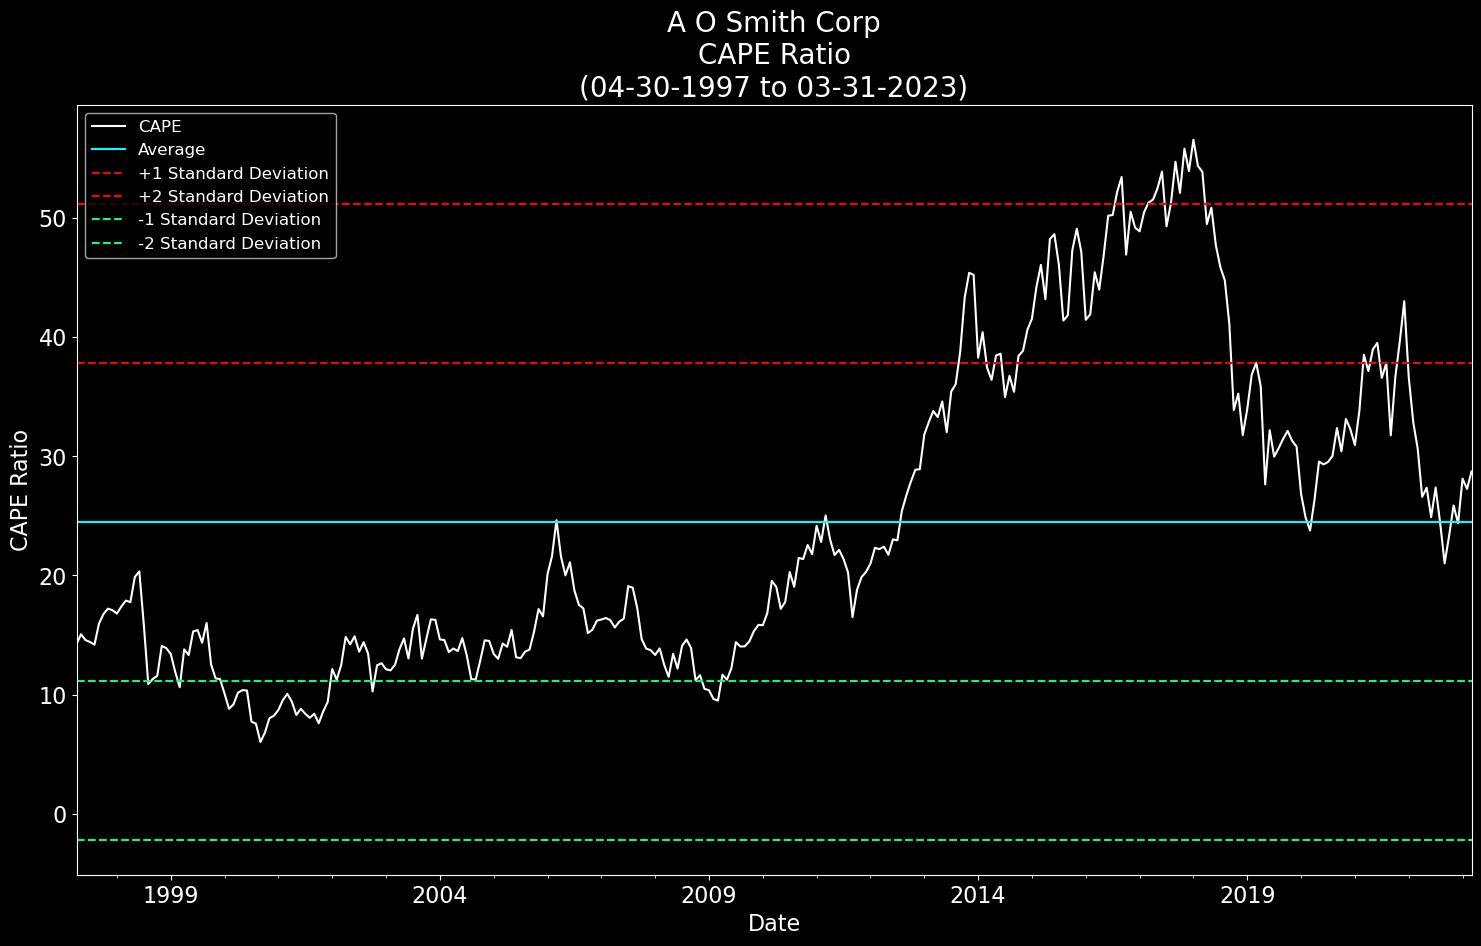 A O Smith Corp
CAPE Ratio
(04-30-1997 to 03-31-2023)
CAPE
Average
+1 Standard Deviation
+2 Standard Deviation
-1 Standard Deviation
-2 Standard Deviation
50
40
30
20
10
0
CAPE Ratio
1999
2004
2009
2014
2019
Date